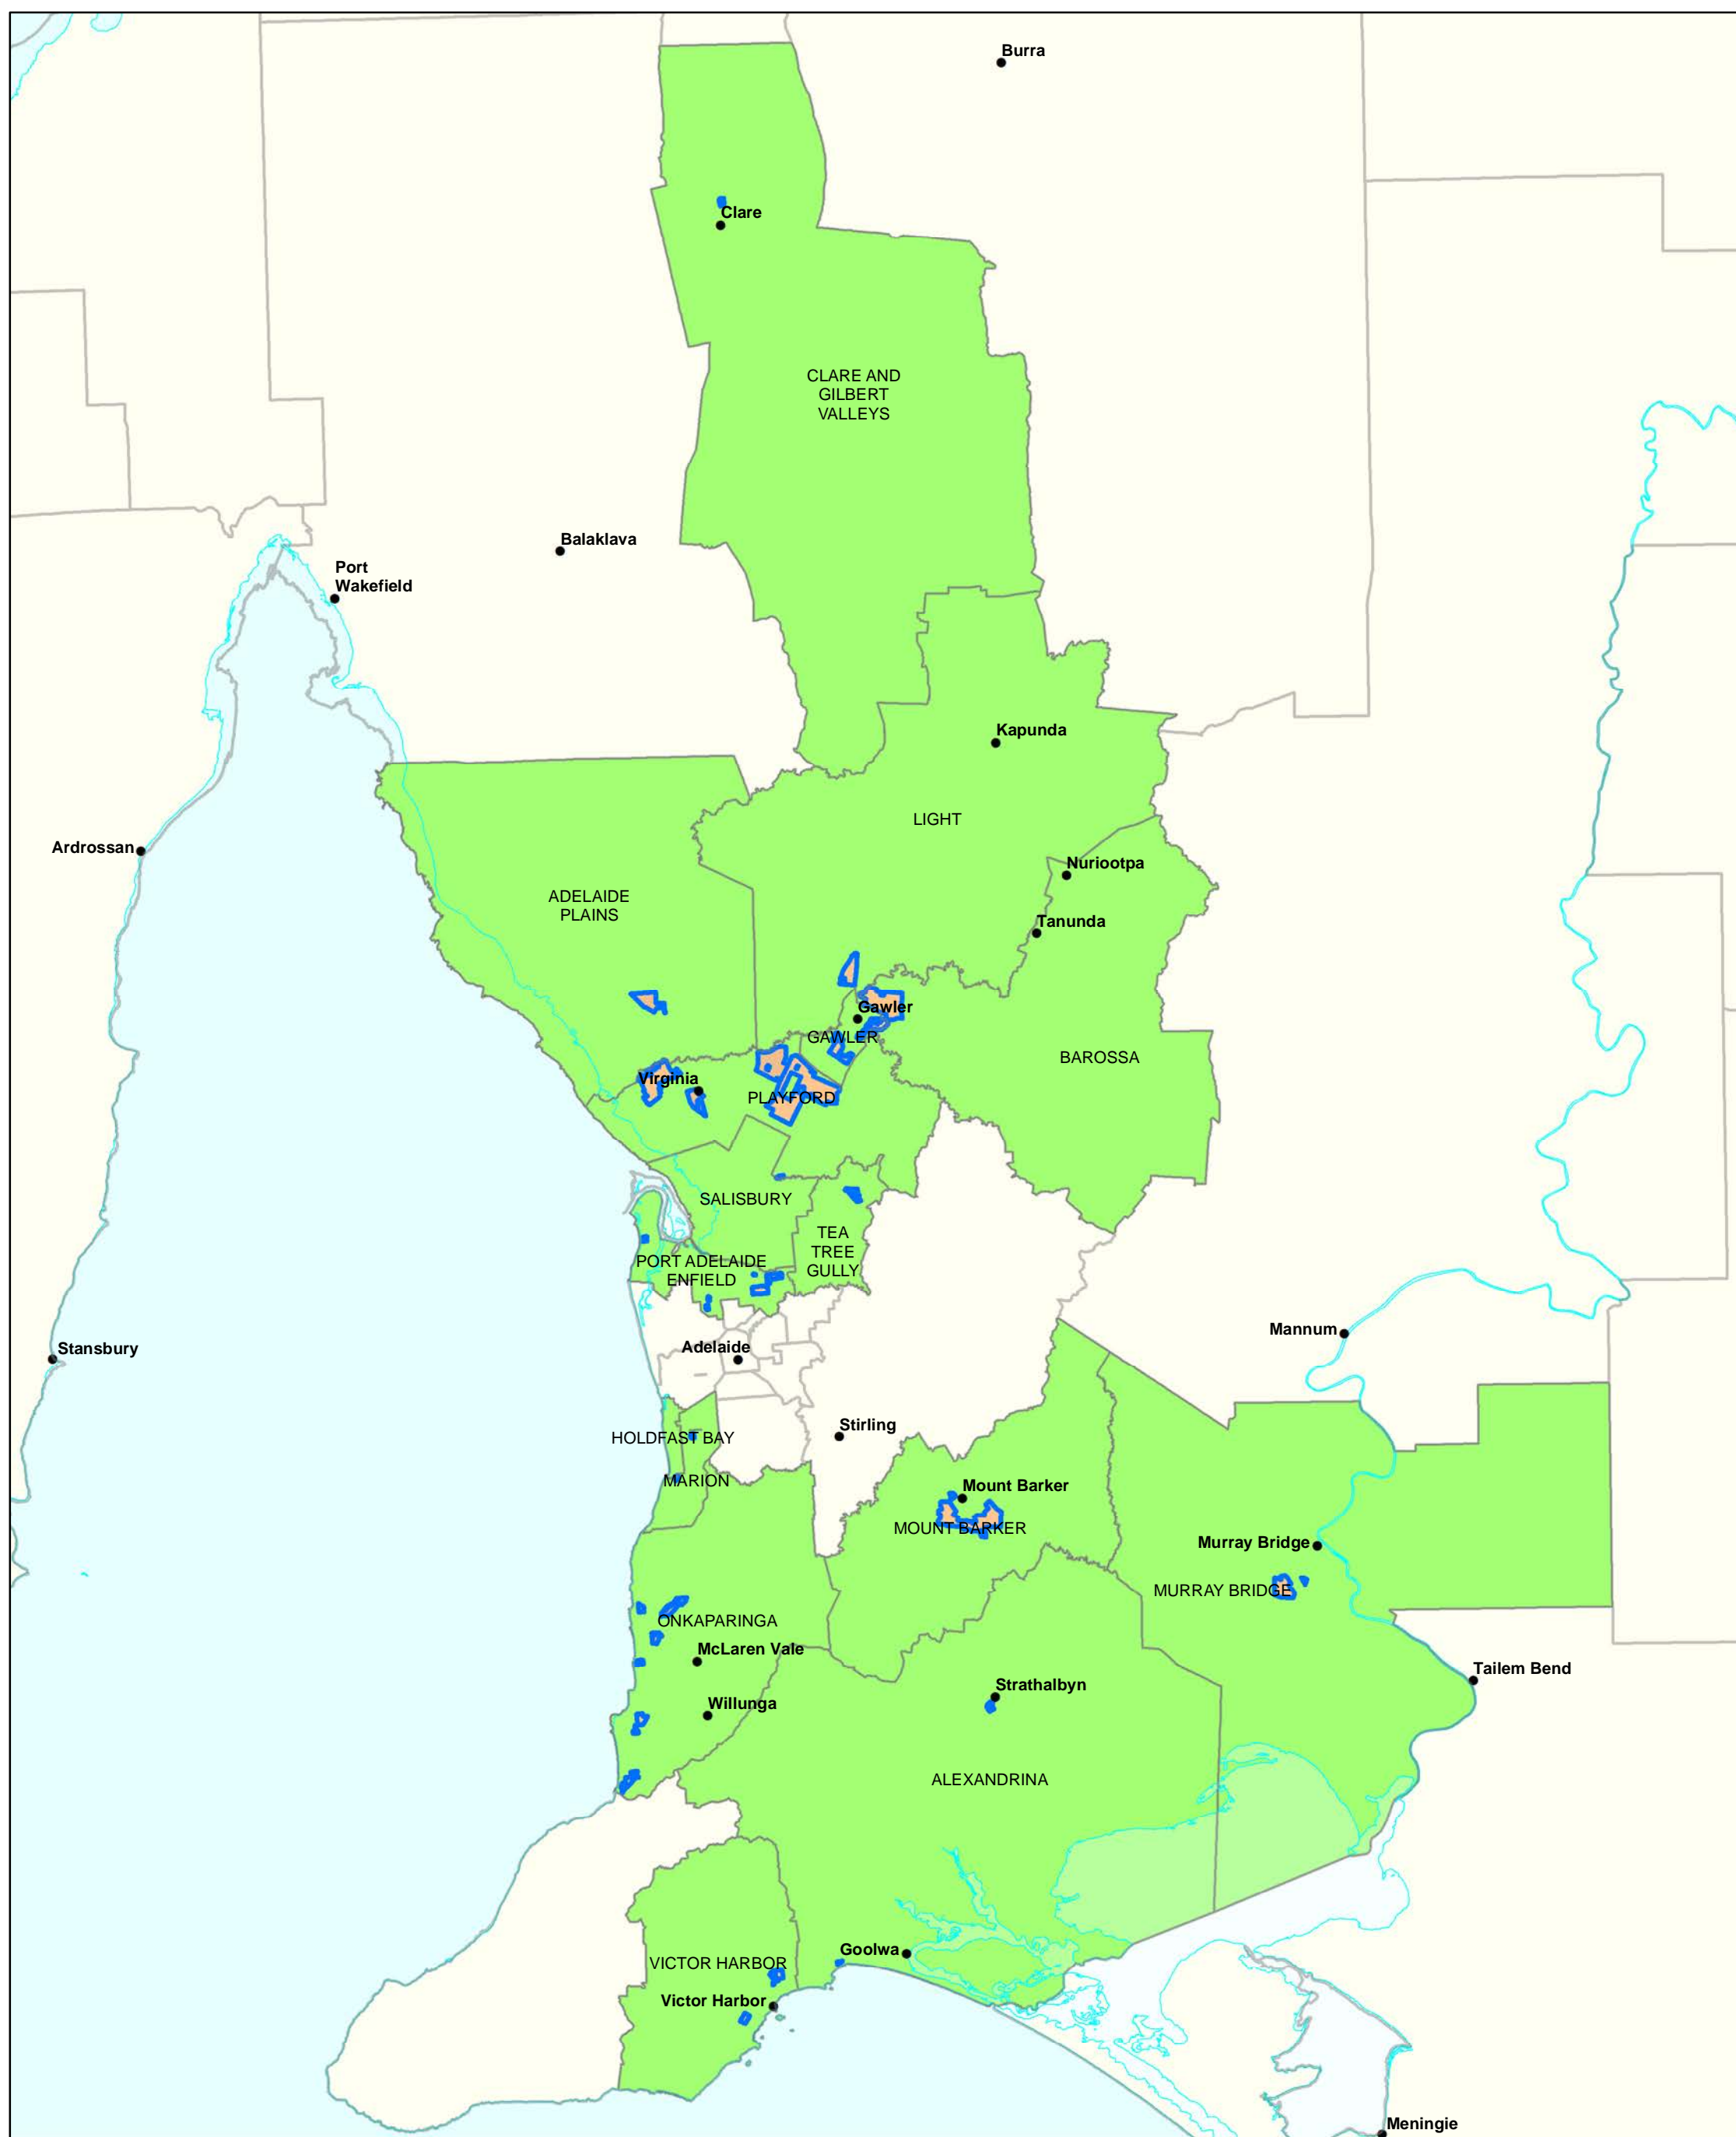 Burra
Clare
CLARE AND
GILBERT
VALLEYS
Balaklava
Port
Wakefield
Kapunda
LIGHT
Ardrossan
Nuriootpa
ADELAIDE
PLAINS
Tanunda
Gawler
GAWLER
BAROSSA
Virginia
PLAYFORD
SALISBURY
TEA
TREE
GULLY
PORT ADELAIDE
ENFIELD
Mannum
Stansbury
Adelaide
Stirling
HOLDFAST BAY
MARION
Mount Barker
MOUNT BARKER
Murray Bridge
MURRAY BRIDGE
ONKAPARINGA
McLaren Vale
Tailem Bend
Strathalbyn
Willunga
ALEXANDRINA
Goolwa
VICTOR HARBOR
Victor Harbor
Meningie